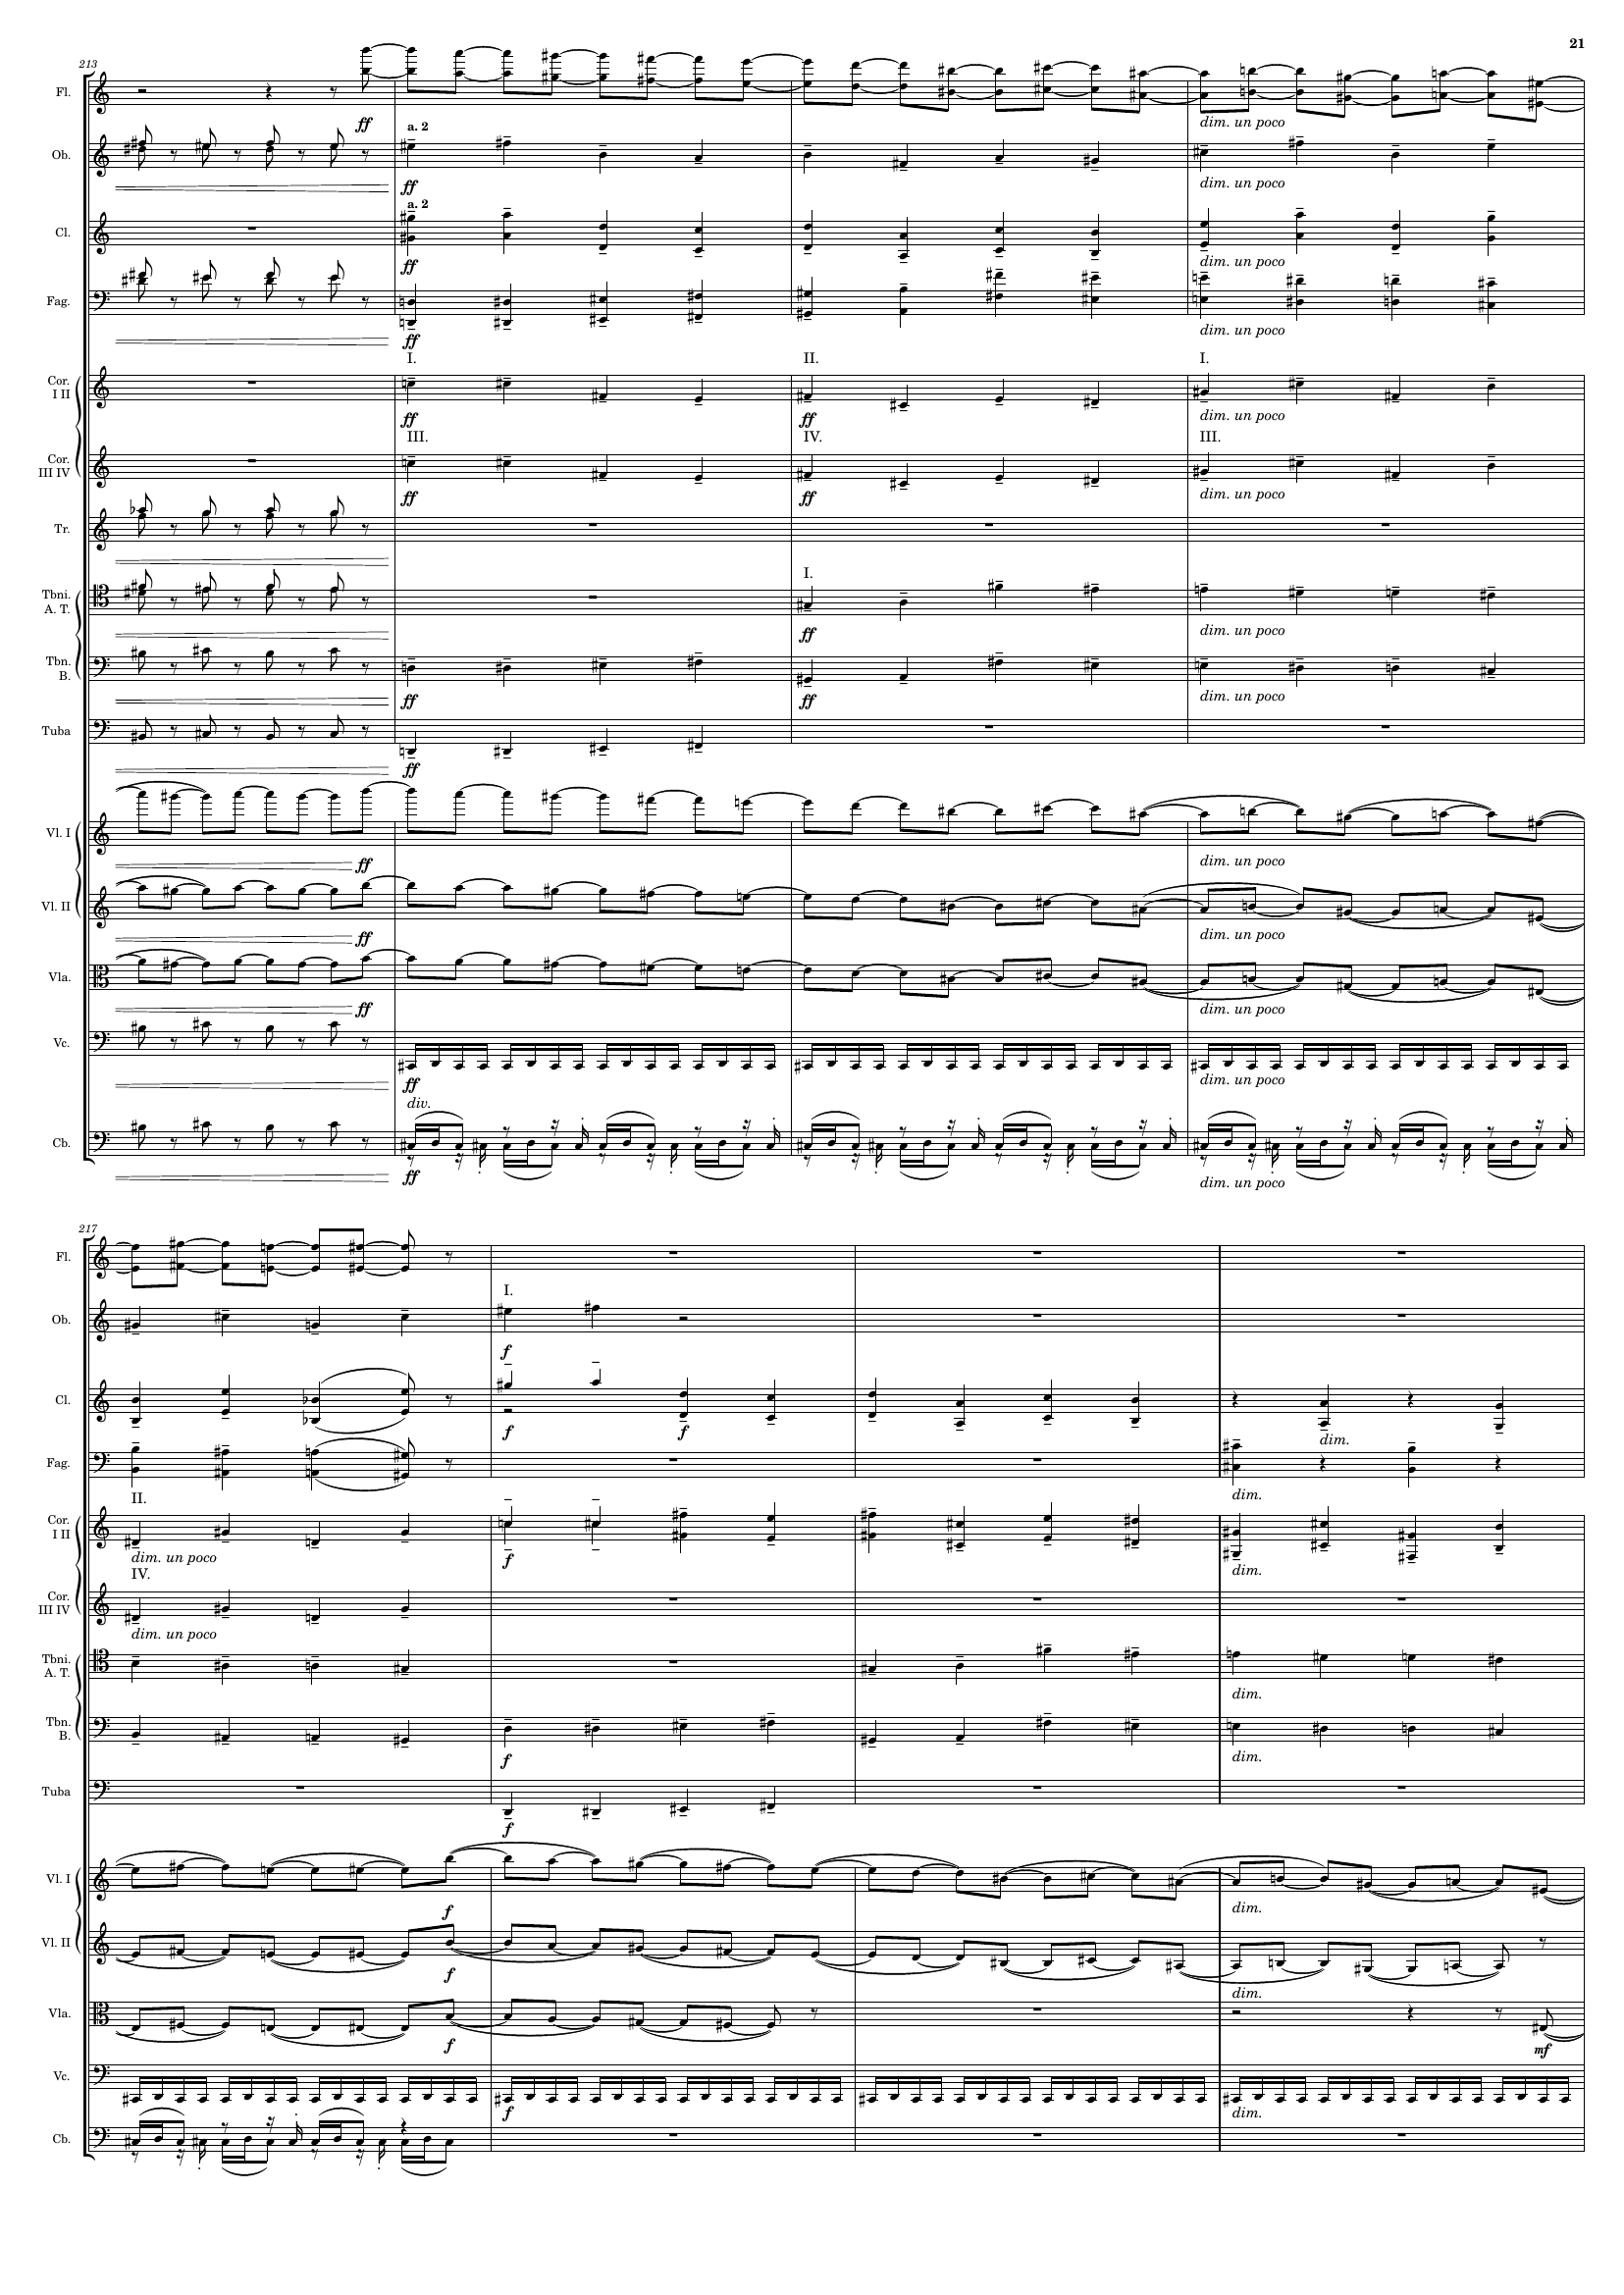 21
213
Fl.
ff
a. 2
dim. un poco
Ob.
ff
dim. un poco
a. 2
Cl.
ff
dim. un poco
Fag.
ff
dim. un poco
I. II. I.
Cor.
I II
ff ff dim. un poco
III. IV. III.
Cor.
III IV
ff ff dim. un poco
Tr.
I.
Tbni.
A. T.
ff dim. un poco
Tbn.
B.
ff ff dim. un poco
Tuba
ff
Vl. I
ff dim. un poco
Vl. II
ff dim. un poco
Vla.
ff dim. un poco
Vc.
ff dim. un poco
div.
Cb.
ff dim. un poco
217
Fl.
I.
Ob.
f
Cl.
f f dim.
Fag.
dim.
II.
Cor.
I II
dim. un poco f dim.
IV.
Cor.
III IV
dim. un poco
Tbni.
A. T.
dim.
Tbn.
B.
f dim.
Tuba
f
Vl. I
f dim.
Vl. II
f dim.
Vla.
f mf
Vc.
f dim.
Cb.